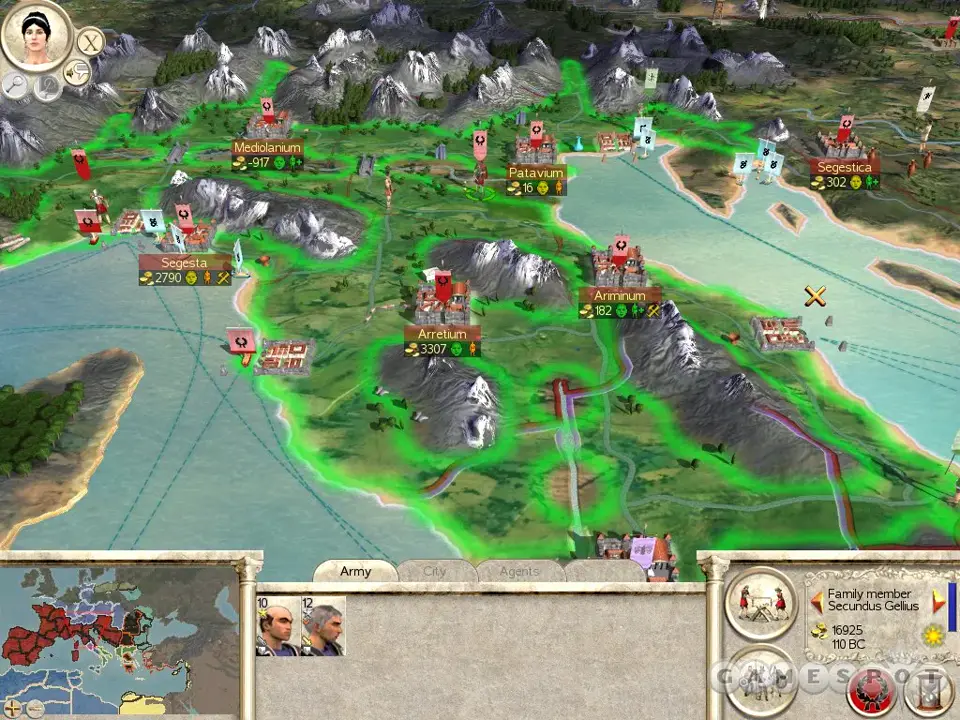 X
Mediolanium
-917
Patavium
16
Segestica
302
Segesta
2790
Ariminum
182
Arretium
3307
Army
City
Agents
10
12
Family member
Secundus Gellius
16925
110 BC
GAMESPOT